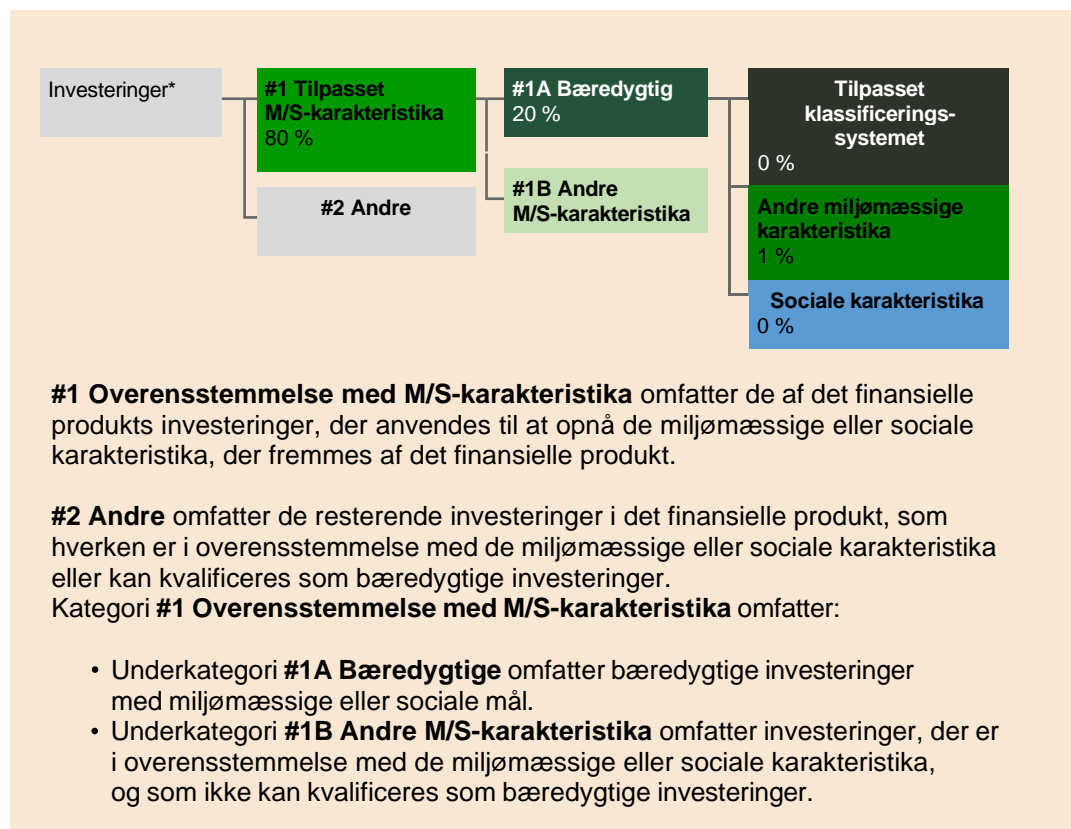 Investeringer*
#1 Tilpasset
M/S-karakteristika
80 %
#2 Andre
#1A Bæredygtig
20 %
#1B Andre
M/S-karakteristika
Tilpasset
klassificerings-
systemet
0 %
Andre miljømæssige
karakteristika
1 %
Sociale karakteristika
0 %
#1 Overensstemmelse med M/S-karakteristika omfatter de af det finansielle
produkts investeringer, der anvendes til at opnå de miljømæssige eller sociale
karakteristika, der fremmes af det finansielle produkt.
#2 Andre omfatter de resterende investeringer i det finansielle produkt, som
hverken er i overensstemmelse med de miljømæssige eller sociale karakteristika
eller kan kvalificeres som bæredygtige investeringer.
Kategori #1 Overensstemmelse med M/S-karakteristika omfatter:
• Underkategori #1A Bæredygtige omfatter bæredygtige investeringer
med miljømæssige eller sociale mål.
• Underkategori #1B Andre M/S-karakteristika omfatter investeringer, der er
i overensstemmelse med de miljømæssige eller sociale karakteristika,
og som ikke kan kvalificeres som bæredygtige investeringer.